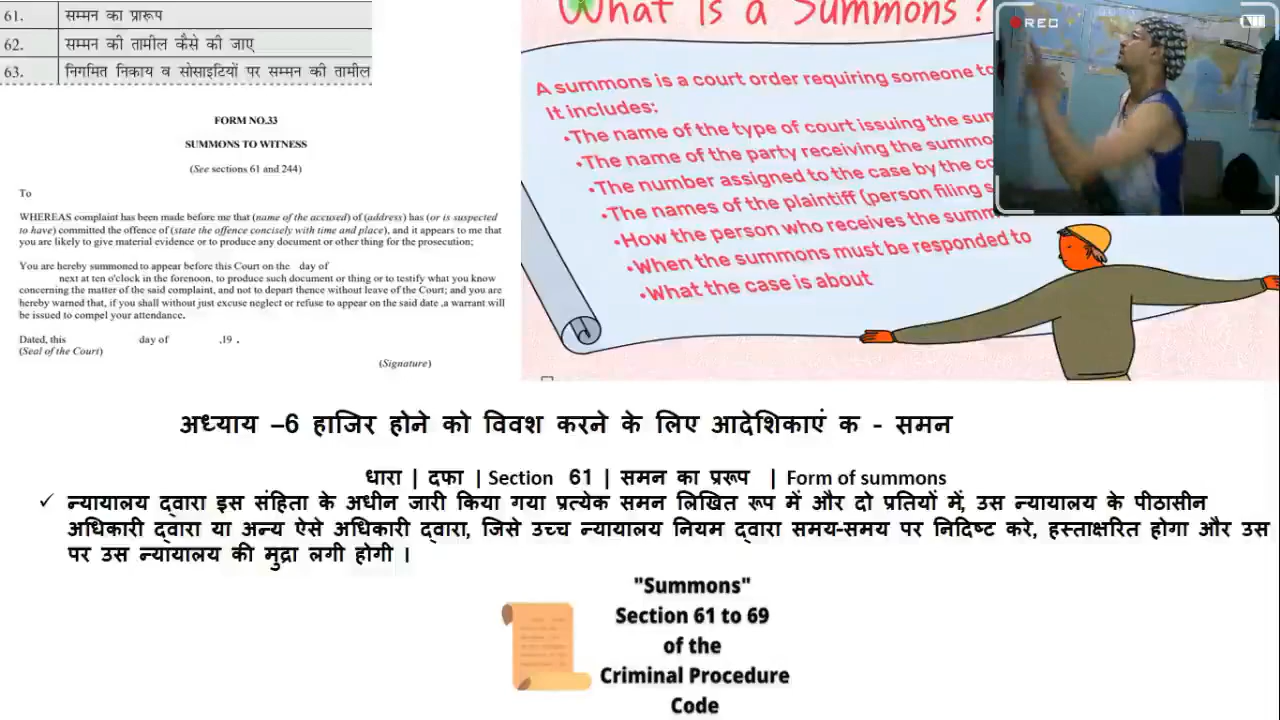 61. सम्मन का प्रारूप
62. सम्मन की तामील कैसे की जाए
63. निगमित निकाय व सोसाइटियों पर सम्मन की तामील
FORM NO.33
SUMMONS TO WITNESS
(See sections 61 and 244)
To
WHEREAS complaint has been made before me that (name of the accused) of (address) has (or is suspected
to have) committed the offence of (state the offence concisely with time and place), and it appears to me that
you are likely to give material evidence or to produce any document or other thing for the prosecution;
You are hereby summoned to appear before this Court on the day of
next at ten o'clock in the forenoon, to produce such document or thing or to testify what you know
concerning the matter of the said complaint, and not to depart thence without leave of the Court; and you are
hereby warned that, if you shall without just excuse neglect or refuse to appear on the said date ,a warrant will
be issued to compel your attendance.
Dated, this day of ,19 .
(Seal of the Court)
(Signature)
What is a Summons ?
A summons is a court order requiring someone to
It includes:
•The name of the type of court issuing the
•The name of the party receiving the
•The number assigned to the case by the
•The names of the plaintiff (person filing
•How the person who receives the
•When the summons must be responded to
•What the case is about
REC
अध्याय –6 हाजिर होने को विवश करने के लिए आदेशिकाएं क - समन
धारा | दफा | Section 61 | समन का प्ररूप | Form of summons
✓ न्यायालय द्वारा इस संहिता के अधीन जारी किया गया प्रत्येक समन लिखित रूप में और दो प्रतियों में, उस न्यायालय के पीठासीन
अधिकारी द्वारा या अन्य ऐसे अधिकारी द्वारा, जिसे उच्च न्यायालय नियम द्वारा समय-समय पर निदिष्ट करे, हस्ताक्षरित होगा और उस
पर उस न्यायालय की मुद्रा लगी होगी ।
"Summons"
Section 61 to 69
of the
Criminal Procedure
Code